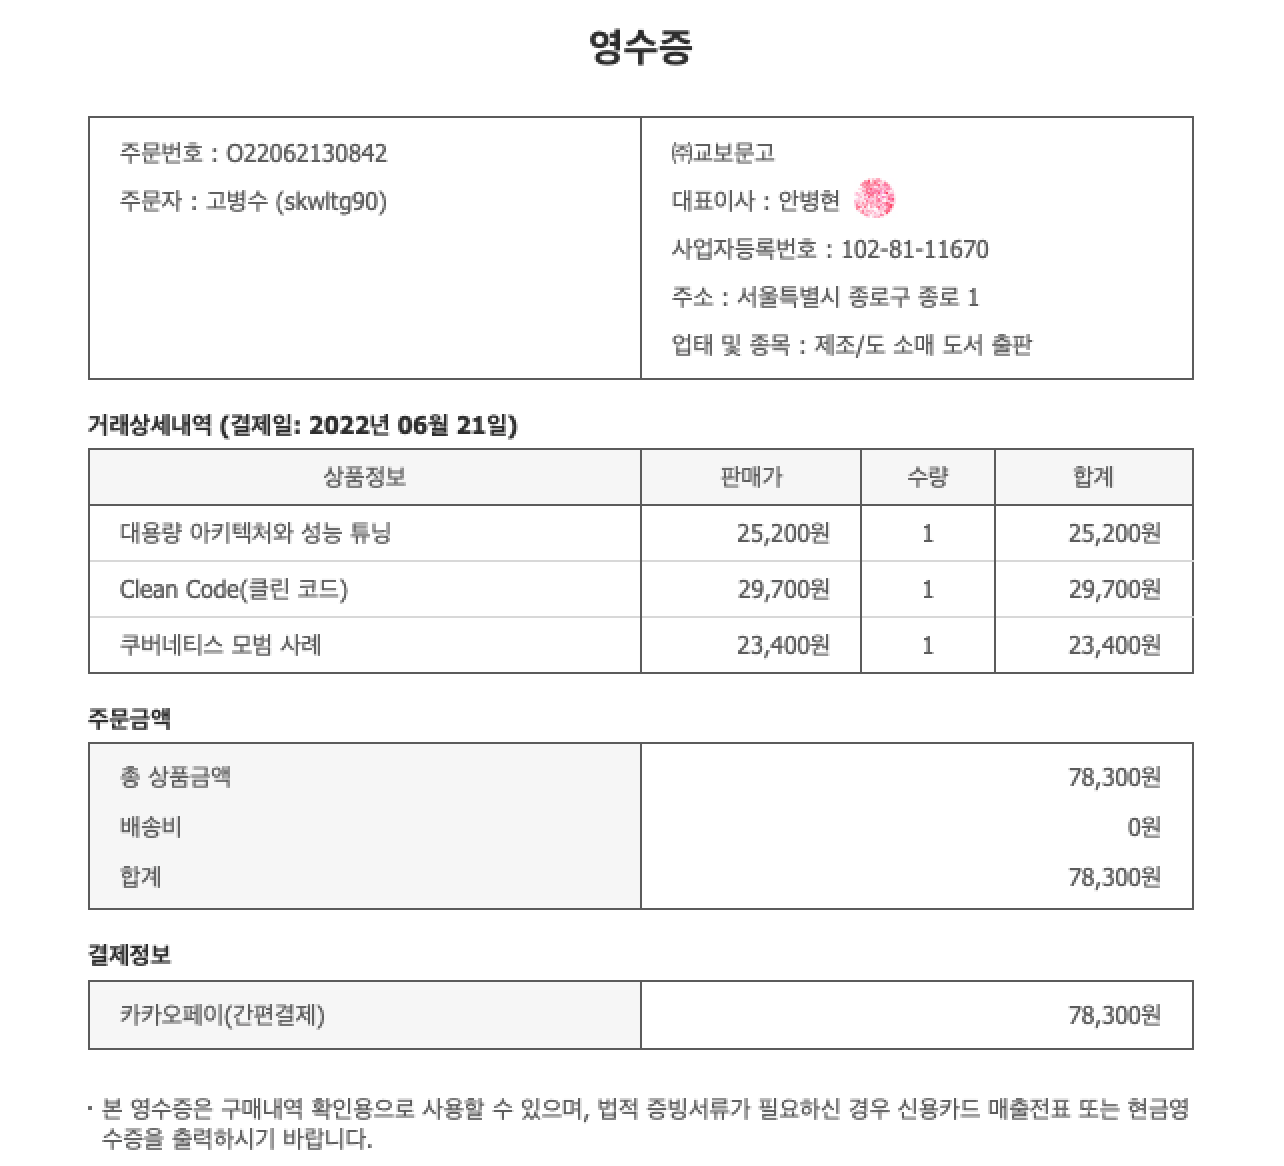 영수증
주문번호 : O22062130842
주문자 : 고병수 (skwltg90)
㈜교보문고
대표이사 : 안병현
사업자등록번호 : 102-81-11670
주소 : 서울특별시 종로구 종로 1
업태 및 종목 : 제조/도 소매 도서 출판
거래상세내역 (결제일: 2022년 06월 21일)
상품정보 판매가 수량 합계
대용량 아키텍처와 성능 튜닝 25,200원 1 25,200원
Clean Code(클린 코드) 29,700원 1 29,700원
쿠버네티스 모범 사례 23,400원 1 23,400원
주문금액
총 상품금액 78,300원
배송비 0원
합계 78,300원
결제정보
카카오페이(간편결제) 78,300원
· 본 영수증은 구매내역 확인용으로 사용할 수 있으며, 법적 증빙서류가 필요하신 경우 신용카드 매출전표 또는 현금영
수증을 출력하시기 바랍니다.